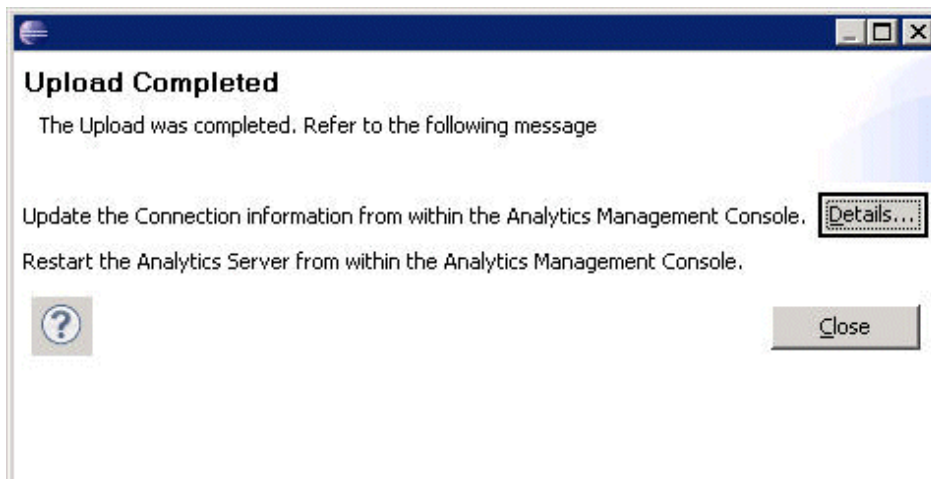 Upload Completed
The Upload was completed. Refer to the following message
Update the Connection information from within the Analytics Management Console. Details...
Restart the Analytics Server from within the Analytics Management Console.
? Close